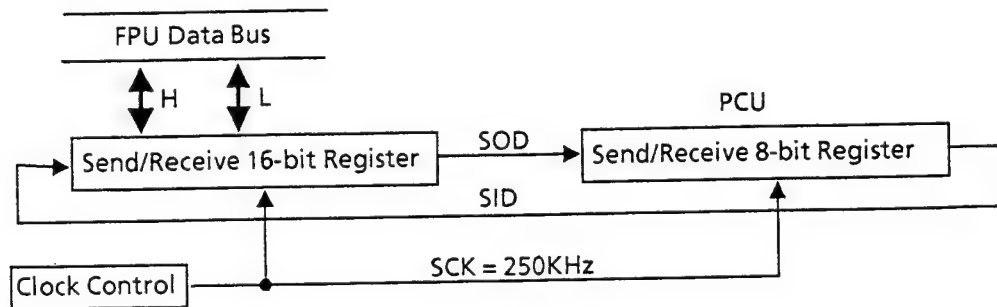 FPU Data Bus
H
L
PCU
Send/Receive 16-bit Register
SOD
Send/Receive 8-bit Register
SID
SCK = 250KHz
Clock Control